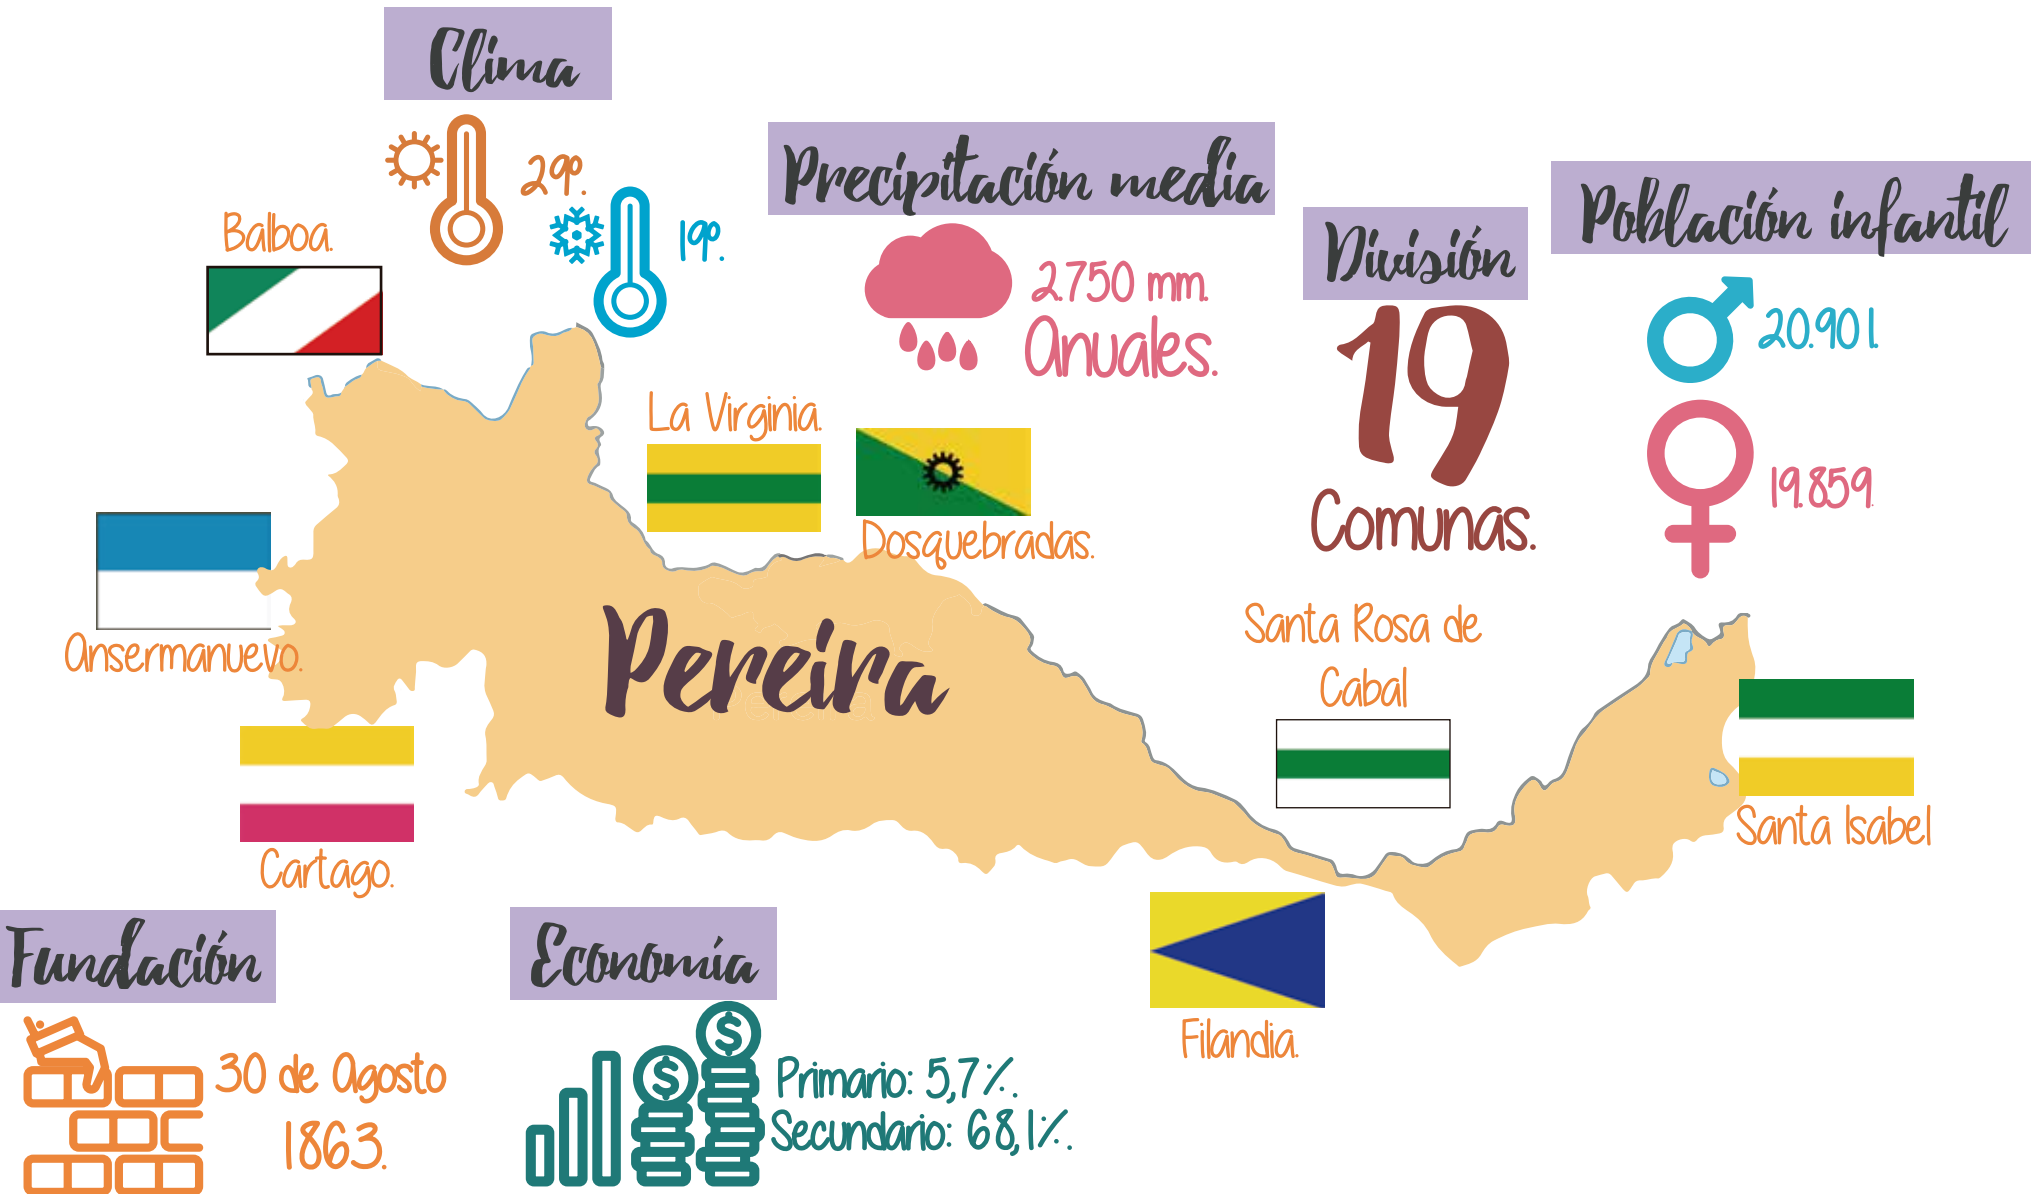 Clima
29º.
19º.
Balboa.
Precipitación media
2.750 mm.
Anuales.
División
19
Comunas.
Población infantil
20.901.
19.859.
La Virginia.
Dosquebradas.
Ansermanuevo.
Pereira
Santa Rosa de
Cabal
Santa Isabel
Cartago.
Filandia.
Fundación
30 de Agosto
1863.
Economía
$
$
Primario: 5,7%.
Secundario: 68,1%.